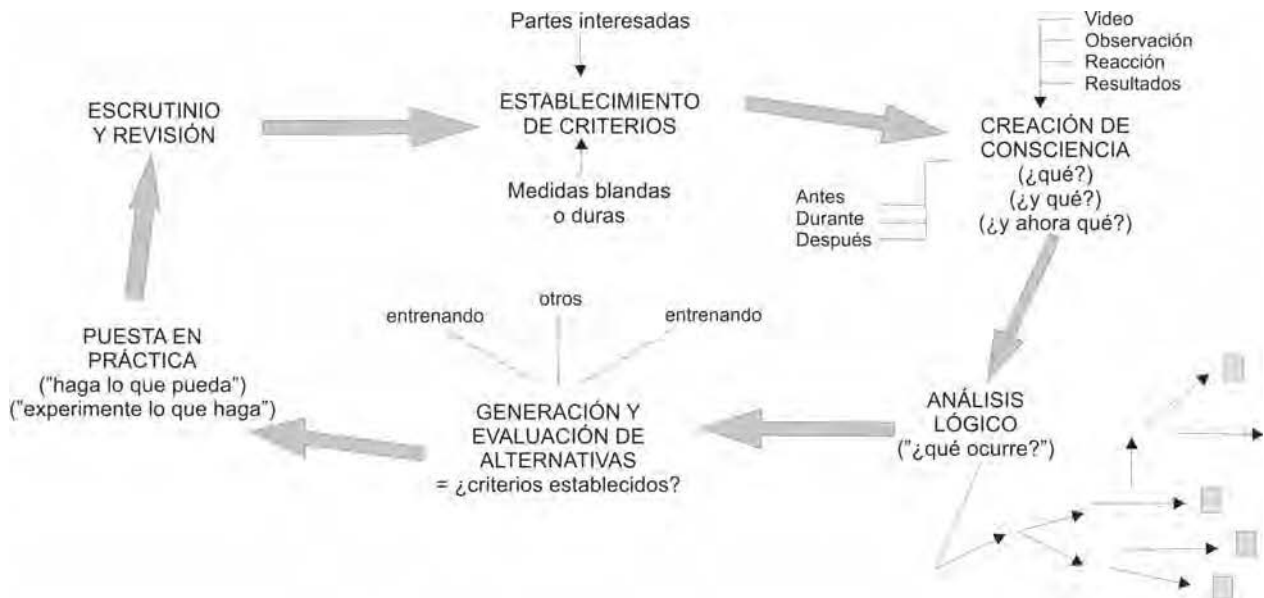 Partes interesadas
ESTABLECIMIENTO
DE CRITERIOS
Medidas blandas
o duras
Video
Observación
Reacción
Resultados
CREACIÓN DE
CONSCIENCIA
(¿qué?)
(¿y qué?)
(¿y ahora qué?)
Antes
Durante
Después
ANÁLISIS
LÓGICO
("¿qué ocurre?")
entrenando
otros
entrenando
GENERACIÓN Y
EVALUACIÓN DE
ALTERNATIVAS
= ¿criterios establecidos?
PUESTA EN
PRÁCTICA
("haga lo que pueda")
("experimente lo que haga")
ESCRUTINIO
Y REVISIÓN